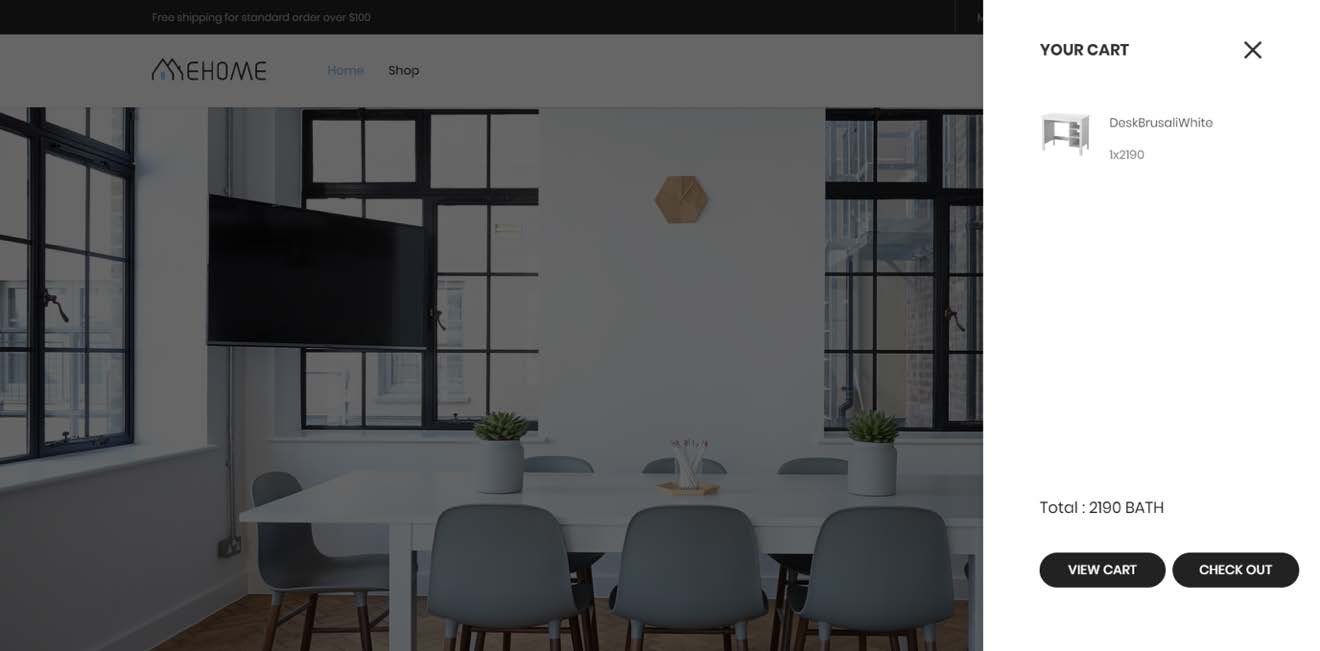 Free shipping for standard order over $100
MEHOME
Home
Shop
YOUR CART
DeskBrusaliWhite
1x2190
Total : 2190 BATH
VIEW CART
CHECK OUT